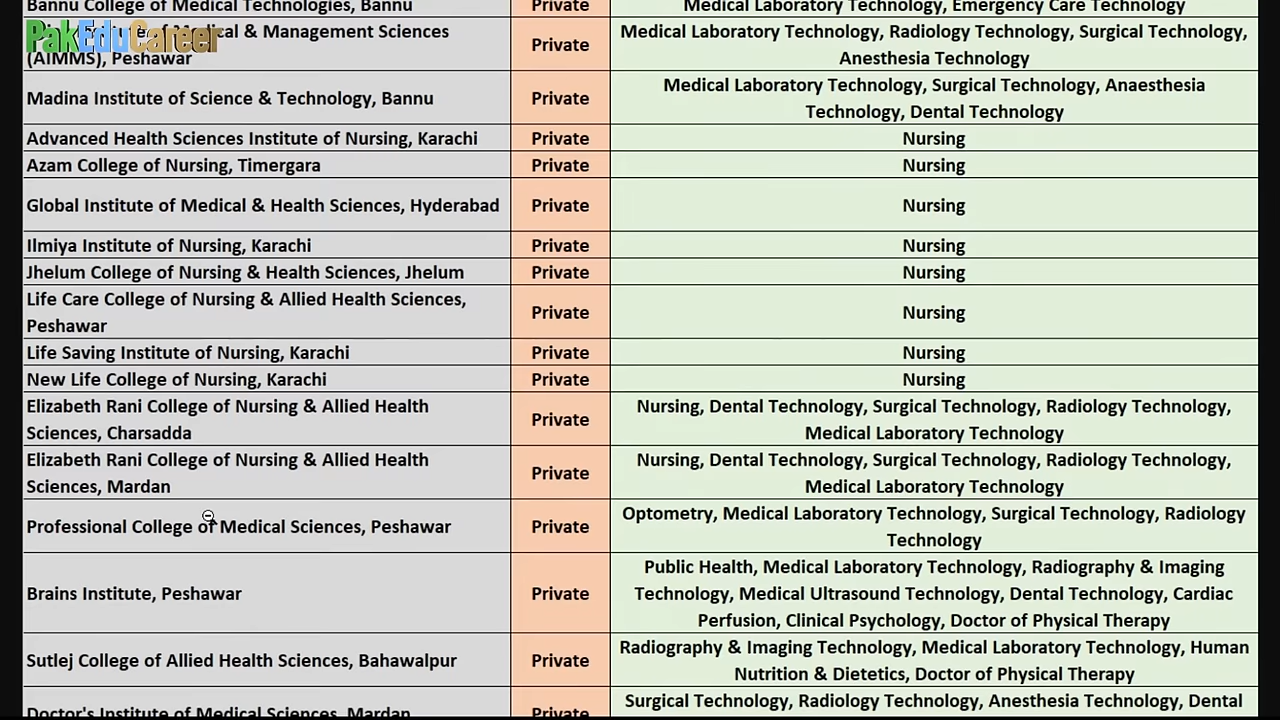 Bannu College of Medical Technologies, Bannu Private Medical Laboratory Technology, Emergency Care Technology
PakEduCareer
& Management Sciences
(AIMMS), Peshawar
Private
Medical Laboratory Technology, Radiology Technology, Surgical Technology,
Anesthesia Technology
Madina Institute of Science & Technology, Bannu
Private
Medical Laboratory Technology, Surgical Technology, Anaesthesia
Technology, Dental Technology
Advanced Health Sciences Institute of Nursing, Karachi Private Nursing
Azam College of Nursing, Timergara Private Nursing
Global Institute of Medical & Health Sciences, Hyderabad Private Nursing
Ilmiya Institute of Nursing, Karachi Private Nursing
Jhelum College of Nursing & Health Sciences, Jhelum Private Nursing
Life Care College of Nursing & Allied Health Sciences,
Peshawar
Private
Nursing
Life Saving Institute of Nursing, Karachi Private Nursing
New Life College of Nursing, Karachi Private Nursing
Elizabeth Rani College of Nursing & Allied Health
Sciences, Charsadda
Private
Nursing, Dental Technology, Surgical Technology, Radiology Technology,
Medical Laboratory Technology
Elizabeth Rani College of Nursing & Allied Health
Sciences, Mardan
Private
Nursing, Dental Technology, Surgical Technology, Radiology Technology,
Medical Laboratory Technology
Professional College of Medical Sciences, Peshawar
Private
Optometry, Medical Laboratory Technology, Surgical Technology, Radiology
Technology
Brains Institute, Peshawar
Private
Public Health, Medical Laboratory Technology, Radiography & Imaging
Technology, Medical Ultrasound Technology, Dental Technology, Cardiac
Perfusion, Clinical Psychology, Doctor of Physical Therapy
Sutlej College of Allied Health Sciences, Bahawalpur
Private
Radiography & Imaging Technology, Medical Laboratory Technology, Human
Nutrition & Dietetics, Doctor of Physical Therapy
Doctor's Institute of Medical Sciences, Mardan
Private
Surgical Technology, Radiology Technology, Anesthesia Technology, Dental